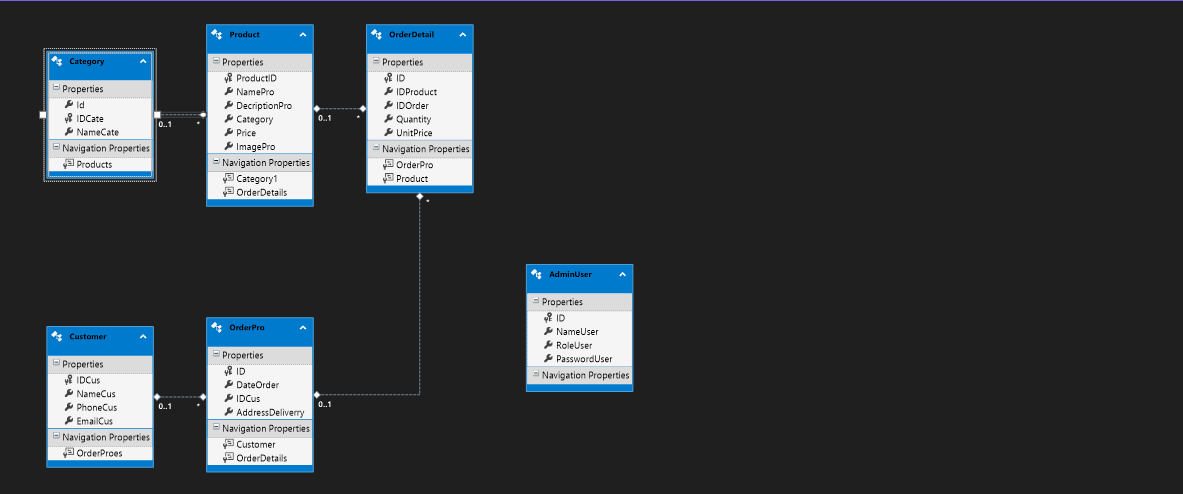 Category
Properties
Id
IDCate
NameCate
Navigation Properties
Products
0..1
*
Product
Properties
ProductID
NamePro
DecriptionPro
Category
Price
ImagePro
Navigation Properties
Category1
OrderDetails
0..1
*
OrderDetail
Properties
ID
IDProduct
IDOrder
Quantity
UnitPrice
Navigation Properties
OrderPro
Product
*
Customer
Properties
IDCus
NameCus
PhoneCus
EmailCus
Navigation Properties
OrderProes
0..1
*
OrderPro
Properties
ID
DateOrder
IDCus
AddressDeliverry
Navigation Properties
Customer
OrderDetails
0..1
AdminUser
Properties
ID
NameUser
RoleUser
PasswordUser
Navigation Properties